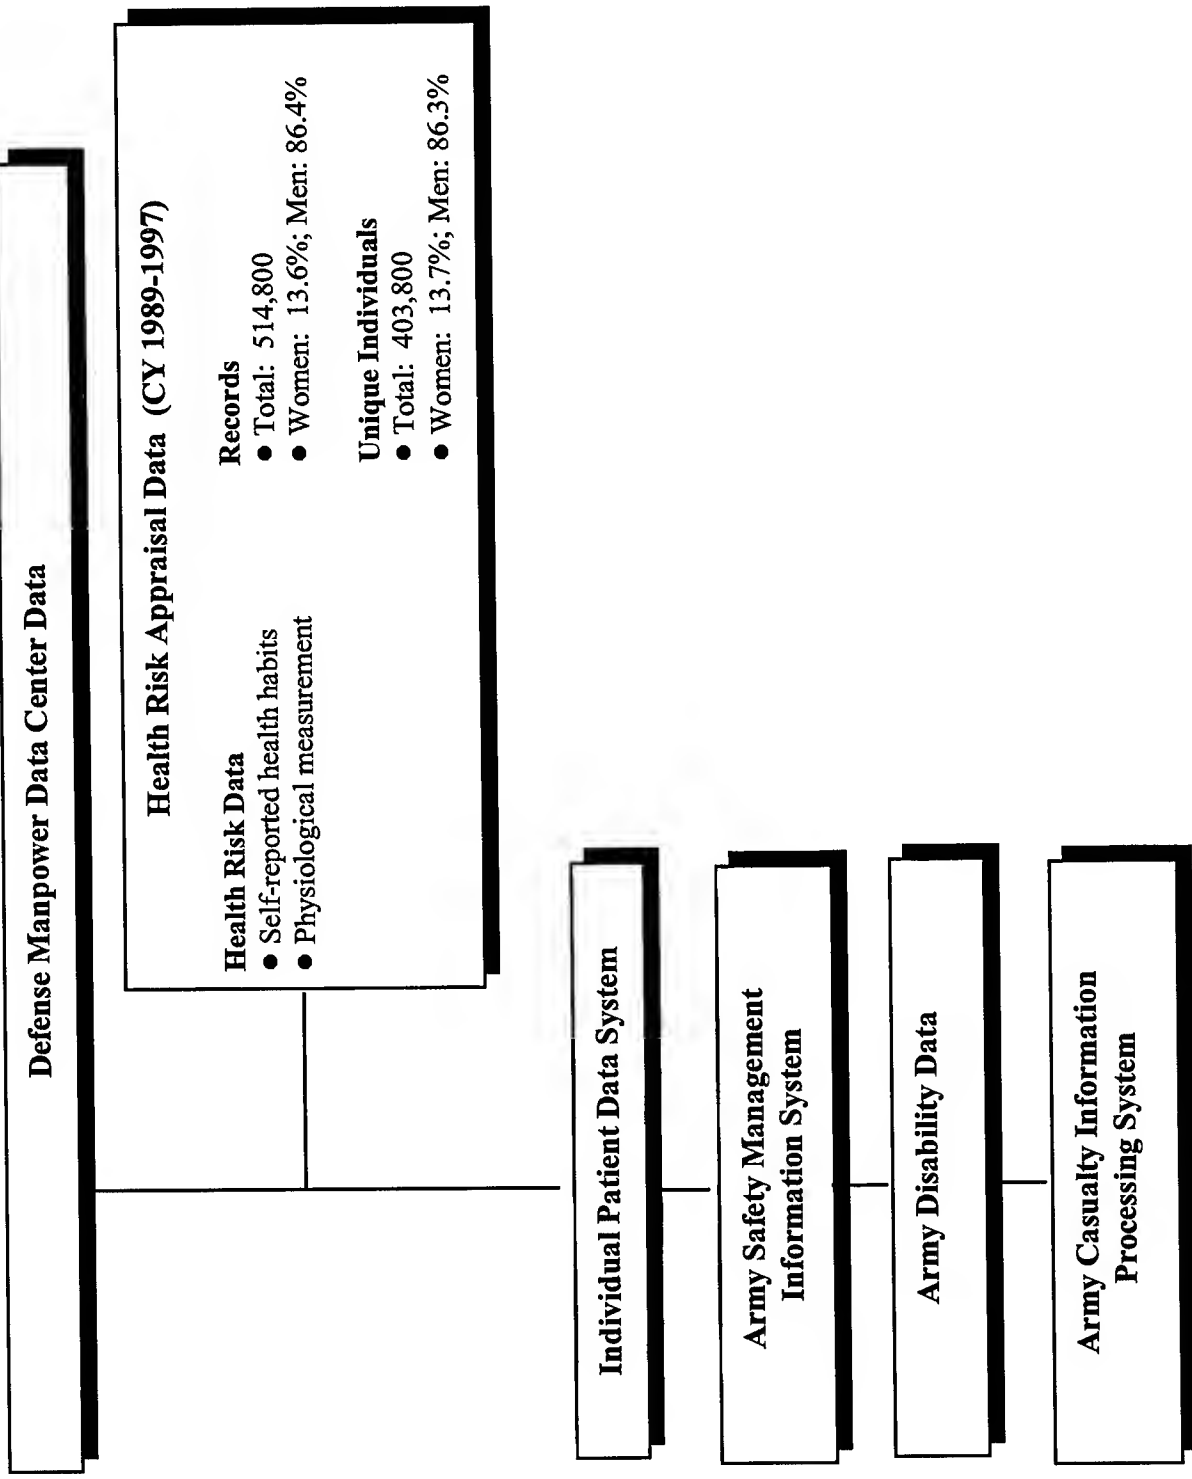 Defense Manpower Data Center Data
Health Risk Appraisal Data (CY 1989-1997)
Health Risk Data
● Self-reported health habits
● Physiological measurement
Records
● Total: 514,800
● Women: 13.6%; Men: 86.4%
Unique Individuals
● Total: 403,800
● Women: 13.7%; Men: 86.3%
Individual Patient Data System
Army Safety Management
Information System
Army Disability Data
Army Casualty Information
Processing System